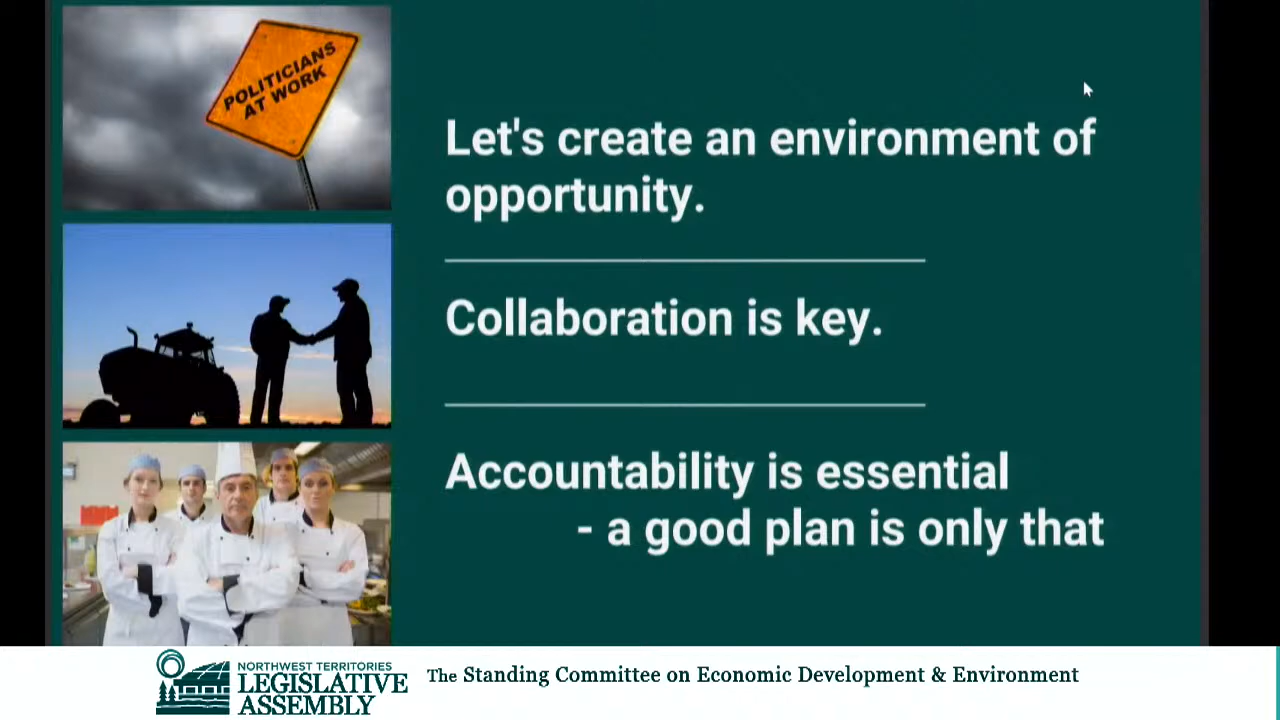 POLITICIANS
AT WORK
Let's create an environment of
opportunity.
Collaboration is key.
Accountability is essential
- a good plan is only that
NORTHWEST TERRITORIES
LEGISLATIVE
ASSEMBLY
The Standing Committee on Economic Development & Environment